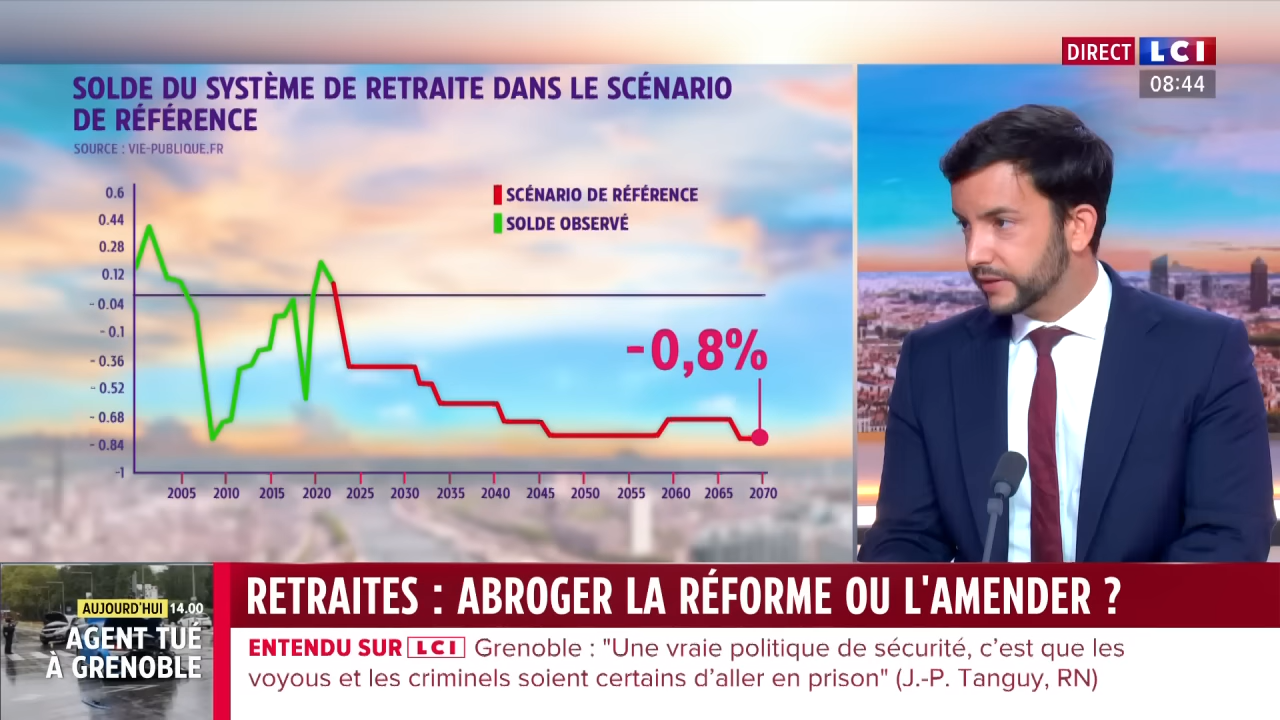 DIRECT LCI
08:44
SOLDE DU SYSTÈME DE RETRAITE DANS LE SCÉNARIO
DE RÉFÉRENCE
SOURCE : VIE-PUBLIQUE.FR
SCÉNARIO DE RÉFÉRENCE
SOLDE OBSERVÉ
0.6
0.44
0.28
0.12
- 0.04
- 0.1
- 0.36
- 0.52
- 0.68
- 0.84
-1
-0,8%
2005 2010 2015 2020 2025 2030 2035 2040 2045 2050 2055 2060 2065 2070
AUJOURD'HUI 14.00
AGENT TUÉ
À GRENOBLE
RETRAITES : ABROGER LA RÉFORME OU L'AMENDER ?
ENTENDU SUR LCI Grenoble : "Une vraie politique de sécurité, c’est que les
voyous et les criminels soient certains d’aller en prison" (J.-P. Tanguy, RN)